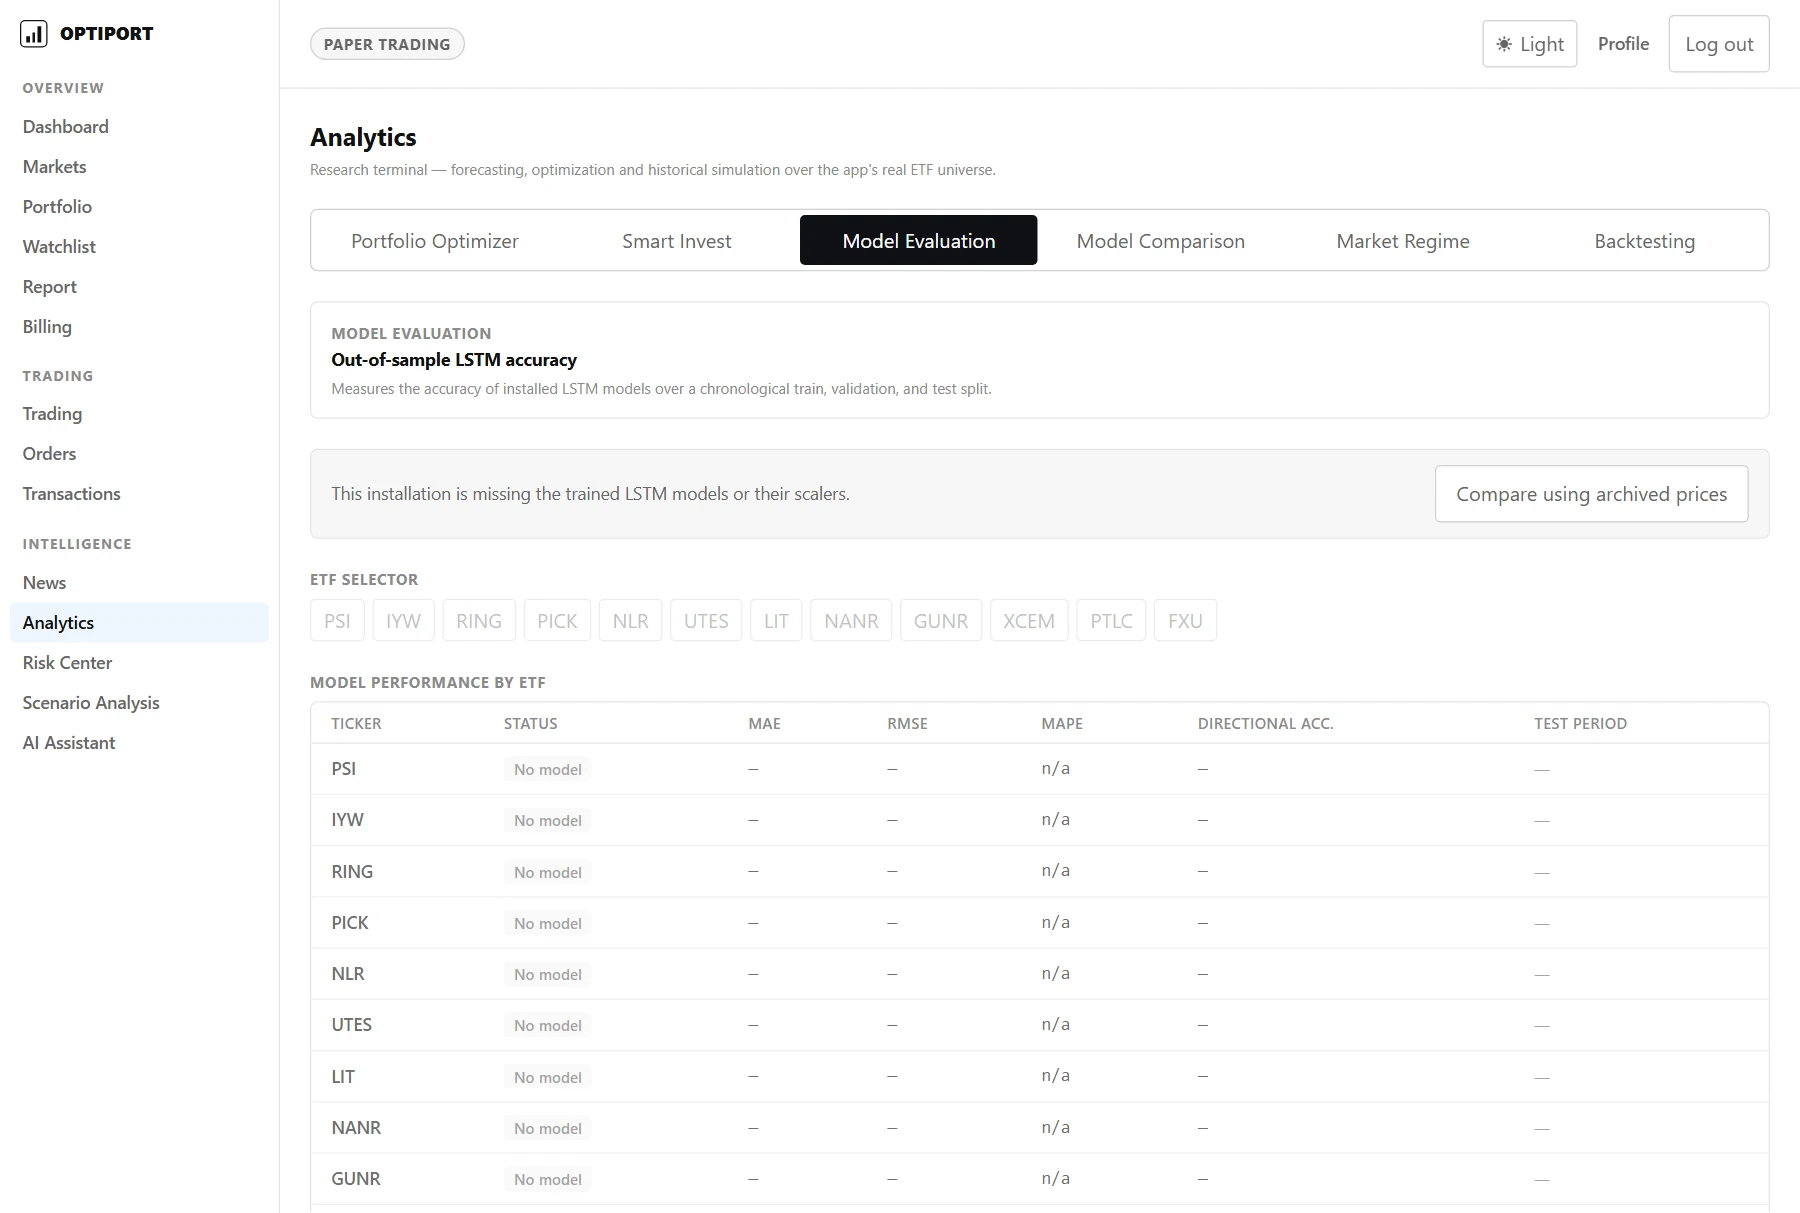 OPTIPORT
OVERVIEW
Dashboard
Markets
Portfolio
Watchlist
Report
Billing
TRADING
Trading
Orders
Transactions
INTELLIGENCE
News
Analytics
Risk Center
Scenario Analysis
AI Assistant
PAPER TRADING
Light Profile Log out
Analytics
Research terminal — forecasting, optimization and historical simulation over the app's real ETF universe.
Portfolio Optimizer Smart Invest Model Evaluation Model Comparison Market Regime Backtesting
MODEL EVALUATION
Out-of-sample LSTM accuracy
Measures the accuracy of installed LSTM models over a chronological train, validation, and test split.
This installation is missing the trained LSTM models or their scalers. Compare using archived prices
ETF SELECTOR
PSI IYW RING PICK NLR UTES LIT NANR GUNR XCEM PTLC FXU
MODEL PERFORMANCE BY ETF
TICKER STATUS MAE RMSE MAPE DIRECTIONAL ACC. TEST PERIOD
PSI No model – – n/a – —
IYW No model – – n/a – —
RING No model – – n/a – —
PICK No model – – n/a – —
NLR No model – – n/a – —
UTES No model – – n/a – —
LIT No model – – n/a – —
NANR No model – – n/a – —
GUNR No model – – n/a – —